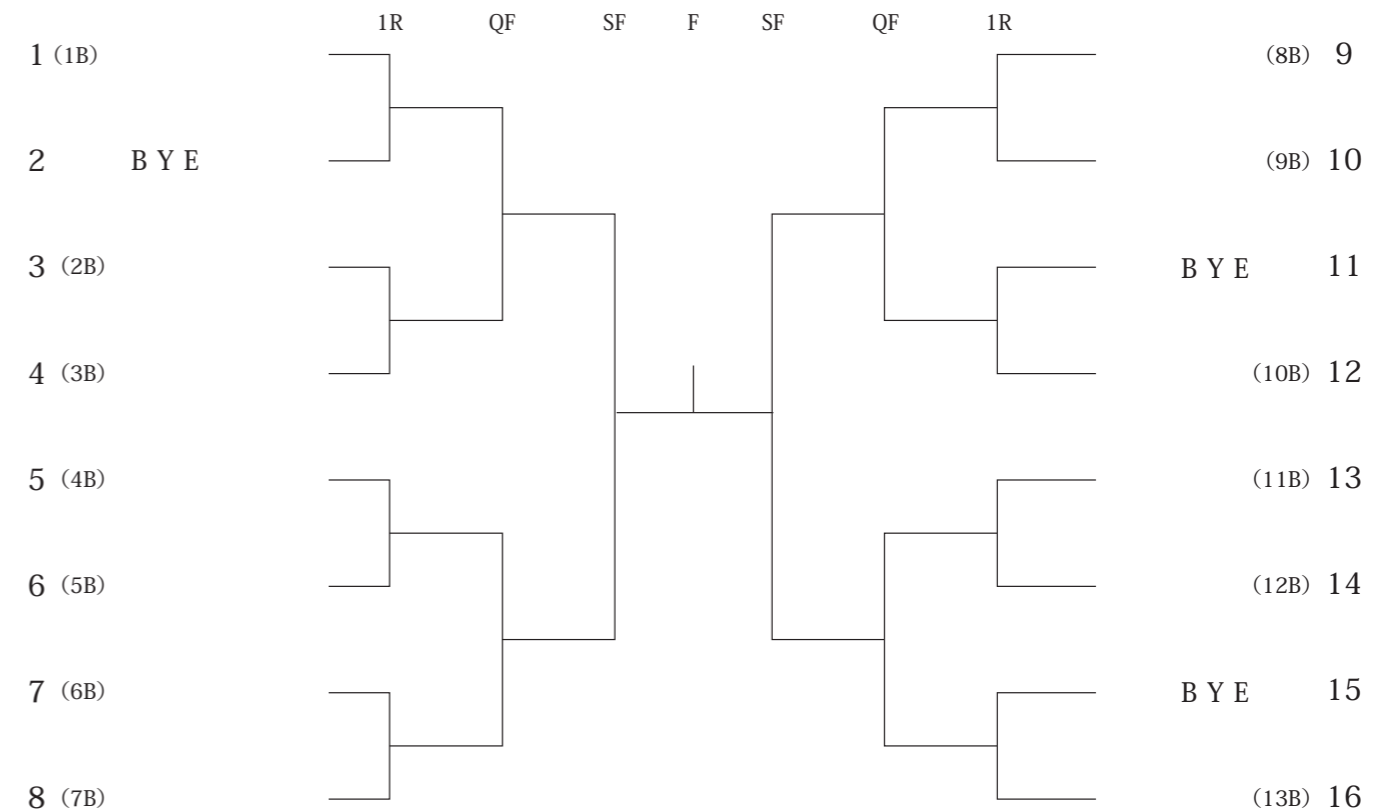 1R QF SF F SF QF 1R
1 (1B) (8B) 9
2 BYE (9B) 10
3 (2B) BYE 11
4 (3B) (10B) 12
5 (4B) (11B) 13
6 (5B) (12B) 14
7 (6B) BYE 15
8 (7B) (13B) 16